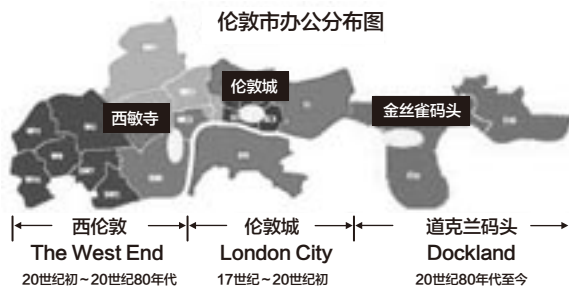 伦敦市办公分布图
伦敦城
西敏寺
金丝雀码头
西伦敦
伦敦城
道克兰码头
The West End
London City
Dockland
20世纪初~20世纪80年代
17世纪~20世纪初
20世纪80年代至今